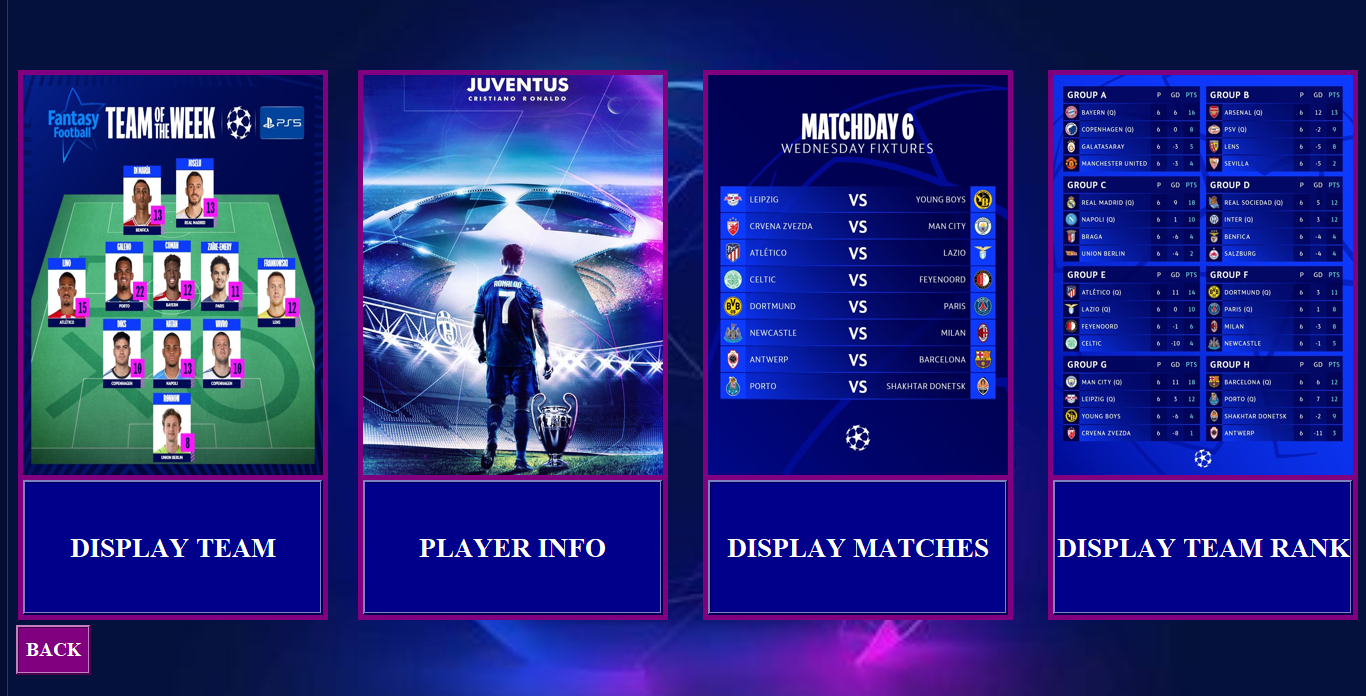 Fantasy
Football
TEAM OF THE WEEK
PS5
DI MARÍA
13
BENFICA
JOSELU
13
REAL MADRID
LINO
15
ATLÉTICO
GALENO
22
PORTO
COMAN
12
BAYERN
ZAÏRE-EMERY
11
PARIS
FRANKOWSKI
12
LENS
DIKS
10
COPENHAGEN
NATAN
13
NAPOLI
VAVRO
10
COPENHAGEN
RØNNOW
8
UNION BERLIN
DISPLAY TEAM
JUVENTUS
CRISTIANO RONALDO
RONALDO
7
PLAYER INFO
MATCHDAY 6
WEDNESDAY FIXTURES
LEIPZIG VS YOUNG BOYS
CRVENA ZVEZDA VS MAN CITY
ATLÉTICO VS LAZIO
CELTIC VS FEYENOORD
DORTMUND VS PARIS
NEWCASTLE VS MILAN
ANTWERP VS BARCELONA
PORTO VS SHAKHTAR DONETSK
DISPLAY MATCHES
GROUP A P GD PTS
BAYERN (Q) 6 6 16
COPENHAGEN (Q) 6 0 8
GALATASARAY 6 -3 5
MANCHESTER UNITED 6 -3 4
GROUP B P GD PTS
ARSENAL (Q) 6 12 13
PSV (Q) 6 -2 9
LENS 6 -5 8
SEVILLA 6 -5 2
GROUP C P GD PTS
REAL MADRID (Q) 6 9 18
NAPOLI (Q) 6 1 10
BRAGA 6 -6 4
UNION BERLIN 6 -4 2
GROUP D P GD PTS
REAL SOCIEDAD (Q) 6 5 12
INTER (Q) 6 3 12
BENFICA 6 -4 4
SALZBURG 6 -4 4
GROUP E P GD PTS
ATLÉTICO (Q) 6 11 14
LAZIO (Q) 6 0 10
FEYENOORD 6 -1 6
CELTIC 6 -10 4
GROUP F P GD PTS
DORTMUND (Q) 6 3 11
PARIS (Q) 6 1 8
MILAN 6 -3 8
NEWCASTLE 6 -1 5
GROUP G P GD PTS
MAN CITY (Q) 6 11 18
LEIPZIG (Q) 6 3 12
YOUNG BOYS 6 -6 4
CRVENA ZVEZDA 6 -8 1
GROUP H P GD PTS
BARCELONA (Q) 6 6 12
PORTO (Q) 6 7 12
SHAKHTAR DONETSK 6 -2 9
ANTWERP 6 -11 3
DISPLAY TEAM RANK
BACK